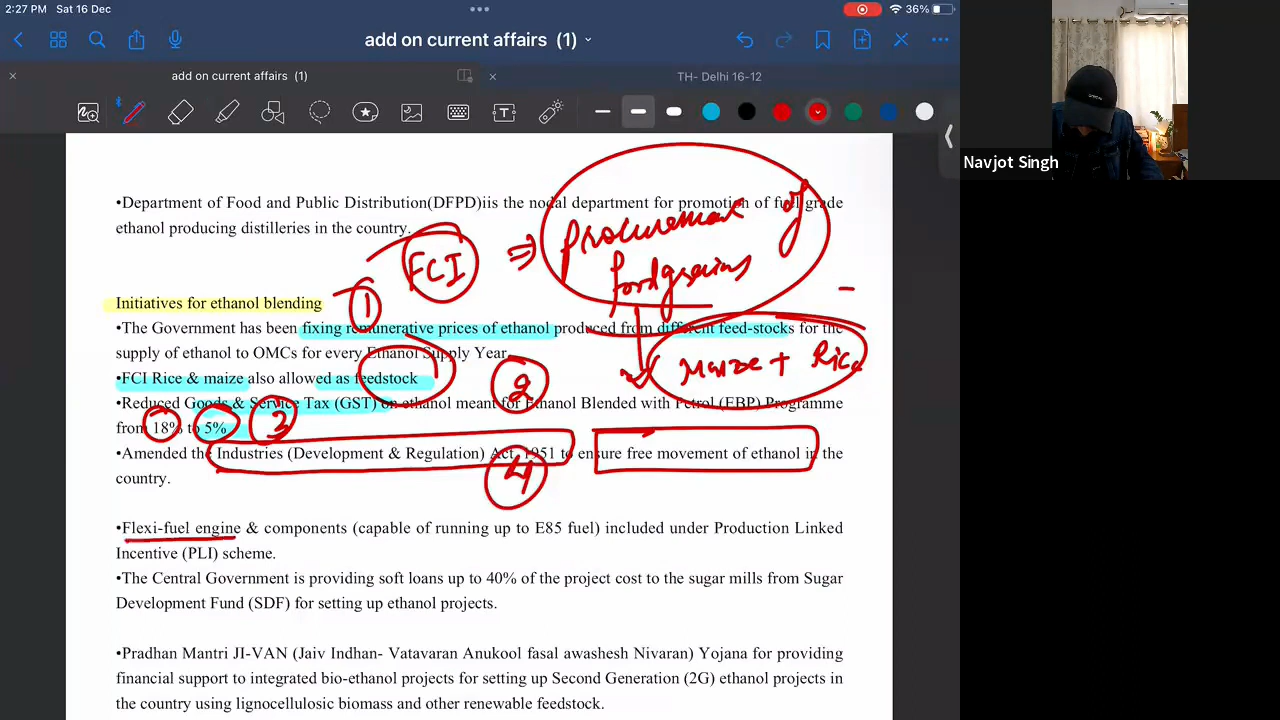 2:27 PM Sat 16 Dec
36%
add on current affairs (1)
add on current affairs (1)
TH- Delhi 16-12
T
Navjot Singh
•Department of Food and Public Distribution(DFPD)iis the nodal department for promotion of fuel grade
ethanol producing distilleries in the country.
FCI ⇒ procurement of
foodgrains
Initiatives for ethanol blending
1
•The Government has been fixing remunerative prices of ethanol produced from different feed-stocks for the
supply of ethanol to OMCs for every Ethanol Supply Year.
Maize + Rice
•FCI Rice & maize also allowed as feedstock
2
•Reduced Goods & Service Tax (GST) on ethanol meant for Ethanol Blended with Petrol (EBP) Programme
from 18% to 5%
3
•Amended the Industries (Development & Regulation) Act, 1951 to ensure free movement of ethanol in the
country.
4
•Flexi-fuel engine & components (capable of running up to E85 fuel) included under Production Linked
Incentive (PLI) scheme.
•The Central Government is providing soft loans up to 40% of the project cost to the sugar mills from Sugar
Development Fund (SDF) for setting up ethanol projects.
•Pradhan Mantri JI-VAN (Jaiv Indhan- Vatavaran Anukool fasal awashesh Nivaran) Yojana for providing
financial support to integrated bio-ethanol projects for setting up Second Generation (2G) ethanol projects in
the country using lignocellulosic biomass and other renewable feedstock.